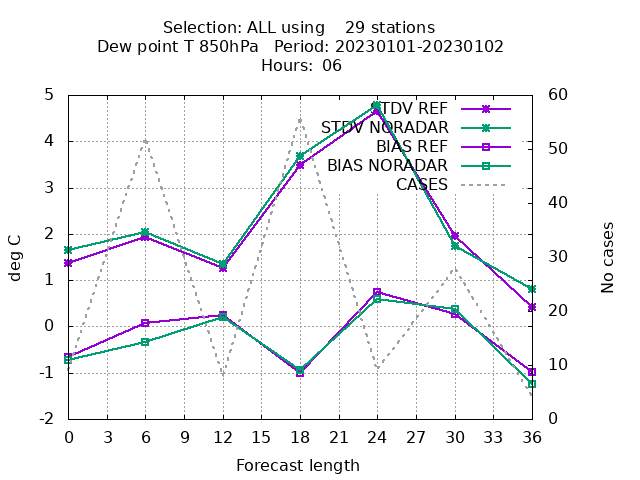 Selection: ALL using    29 stations
Dew point T 850hPa   Period: 20230101-20230102
Hours:  06
5
4
3
2
1
0
-1
-2
deg C
60
50
40
30
20
10
0
No cases
STDV REF
STDV NORADAR
BIAS REF
BIAS NORADAR
CASES
0 3 6 9 12 15 18 21 24 27 30 33 36
Forecast length